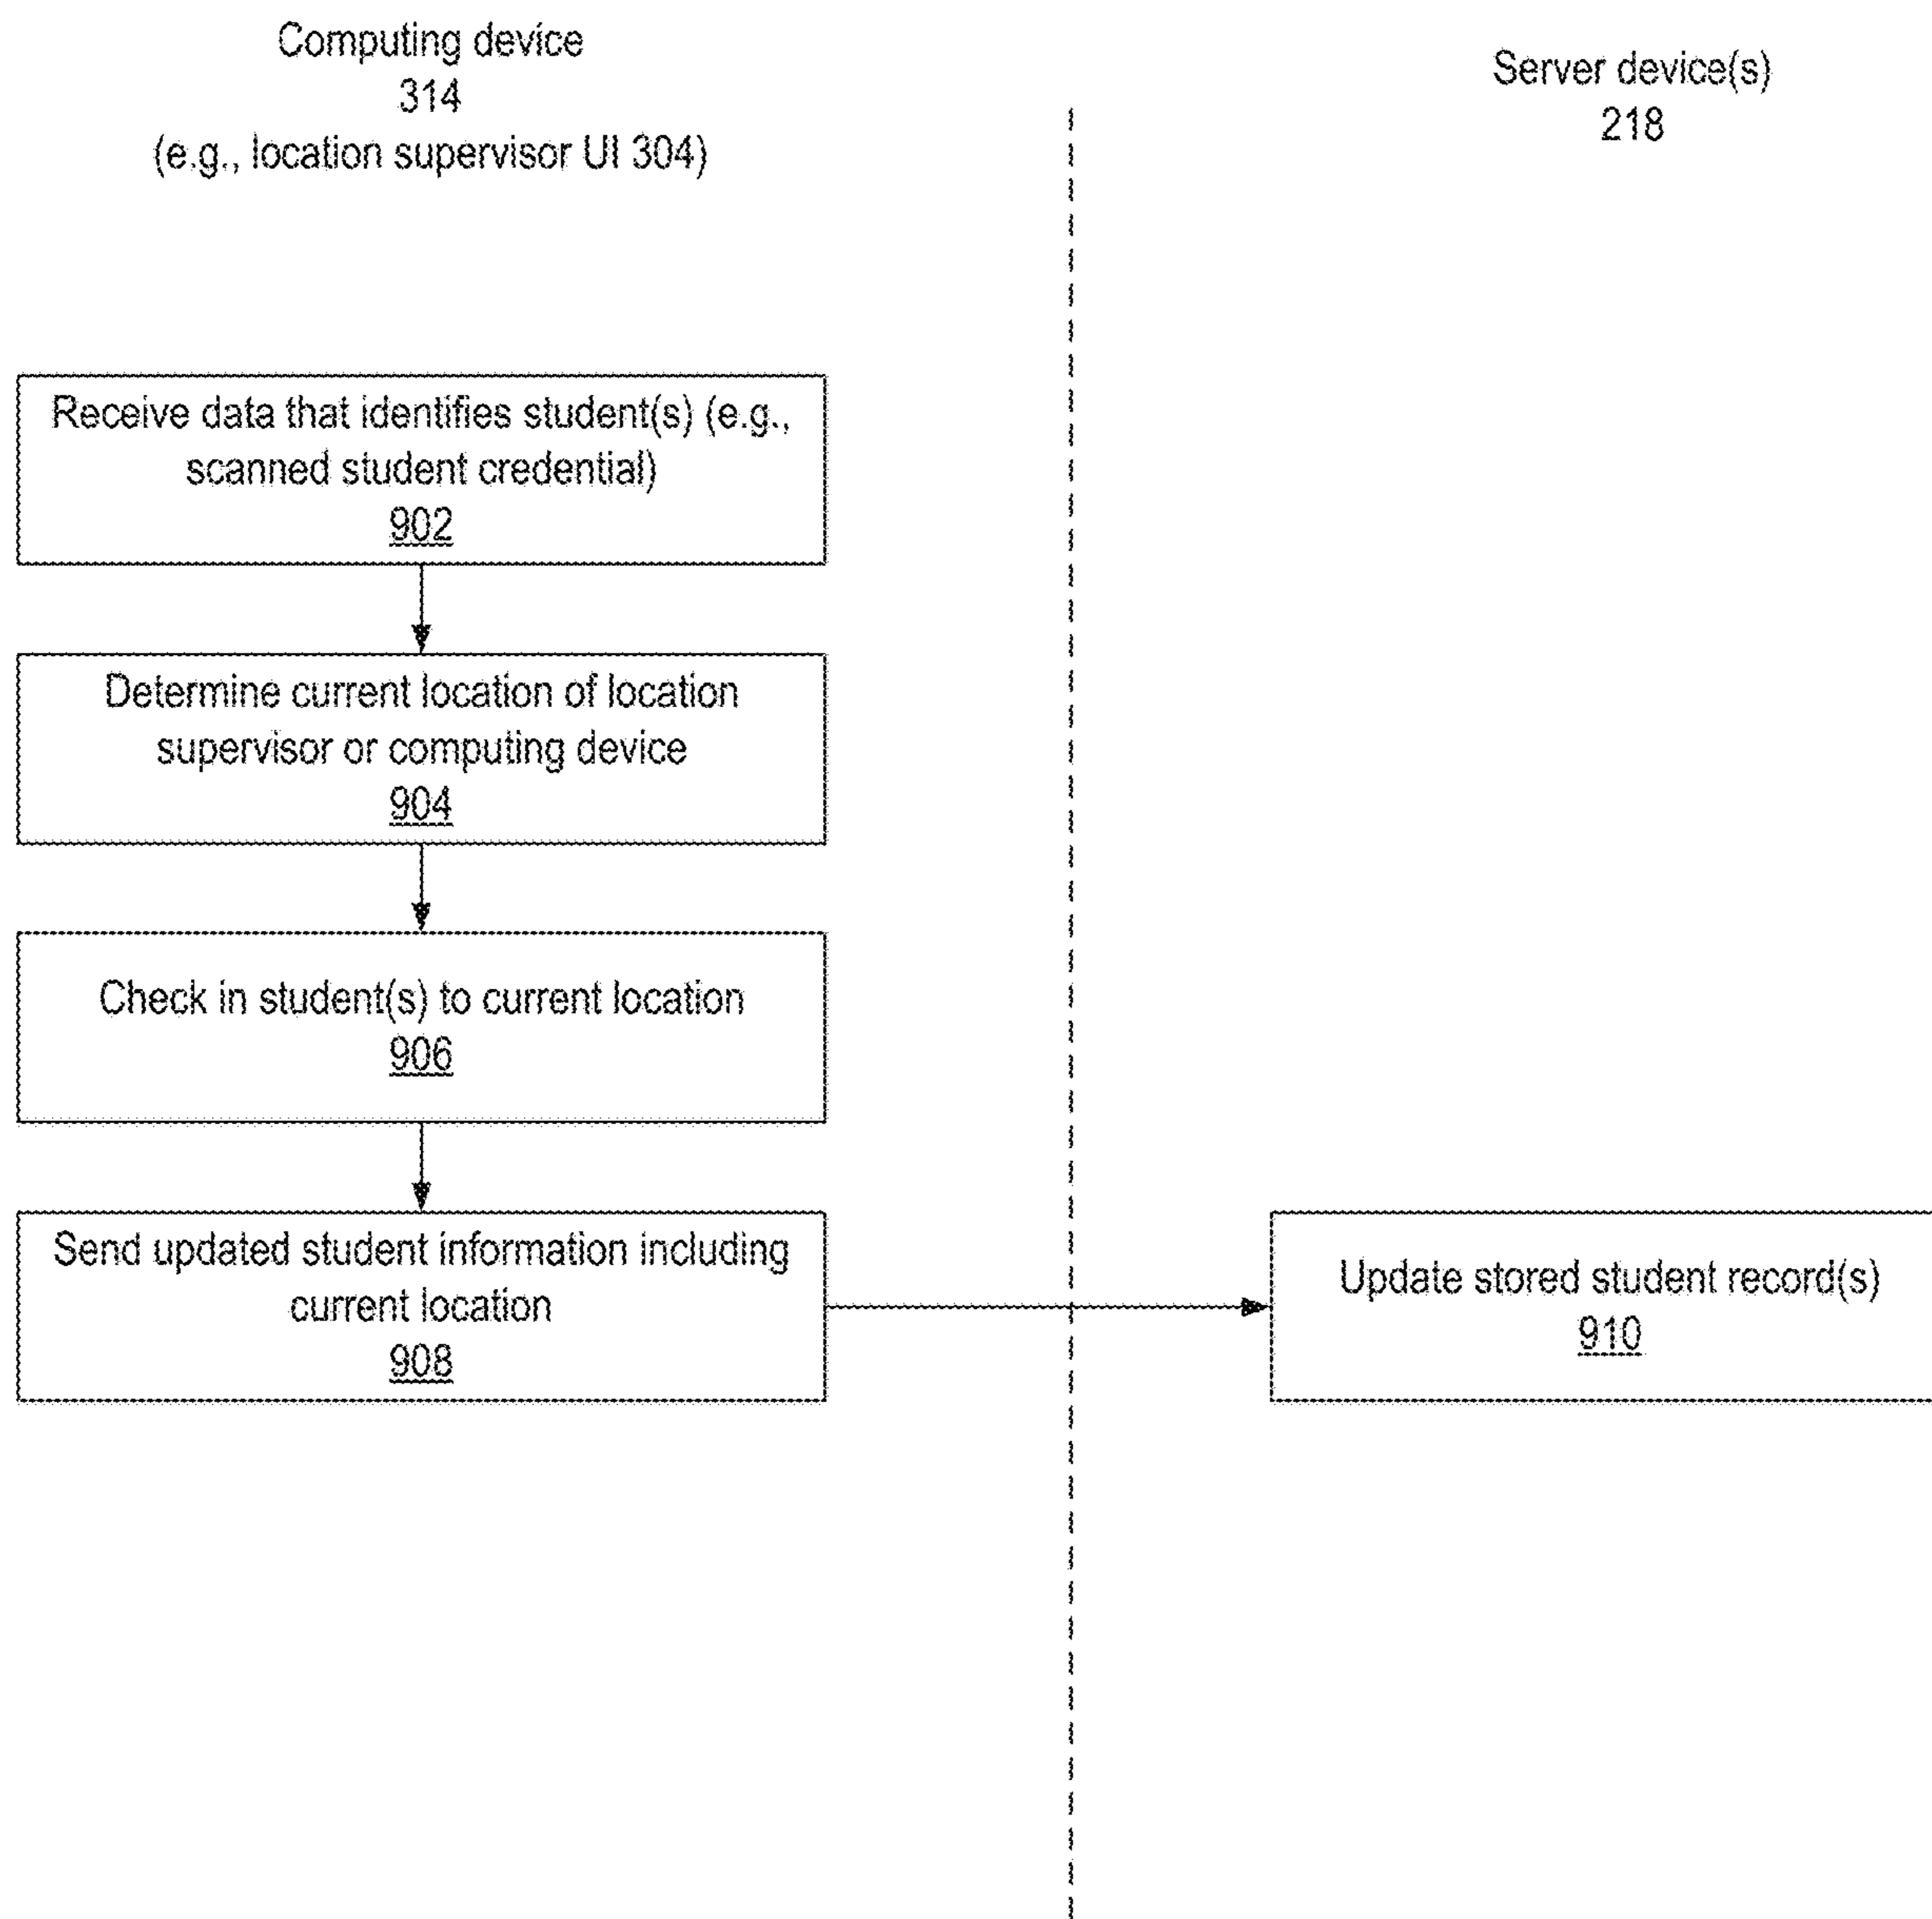 Computing device
314
(e.g., location supervisor UI 304)
Server device(s)
218
Receive data that identifies student(s) (e.g.,
scanned student credential)
902
Determine current location of location
supervisor or computing device
904
Check in student(s) to current location
906
Send updated student information including
current location
908
Update stored student record(s)
910